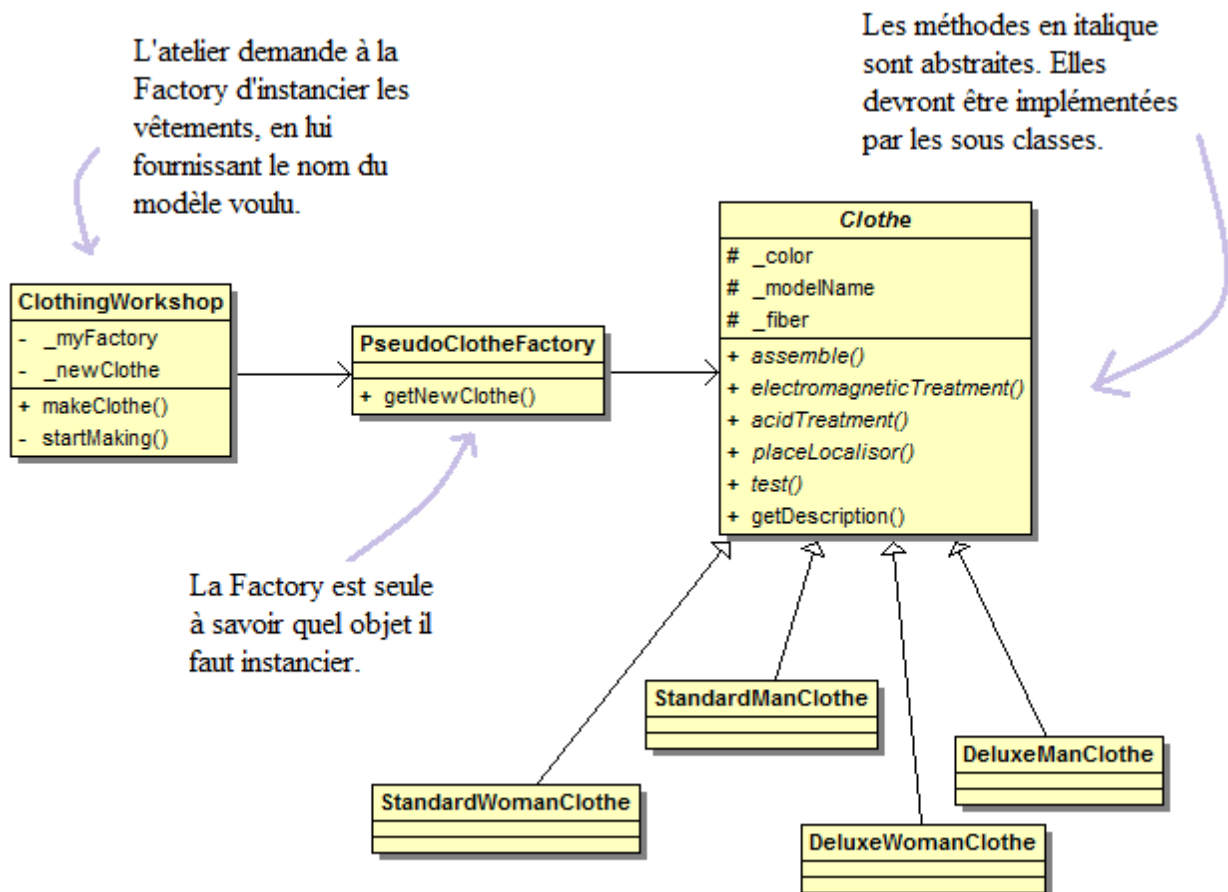 L'atelier demande à la
Factory d'instancier les
vêtements, en lui
fournissant le nom du
modèle voulu.
Les méthodes en italique
sont abstraites. Elles
devront être implémentées
par les sous classes.
ClothingWorkshop
- _myFactory
- _newClothe
+ makeClothe()
- startMaking()
PseudoClotheFactory
+ getNewClothe()
Clothe
# _color
# _modelName
# _fiber
+ assemble()
+ electromagneticTreatment()
+ acidTreatment()
+ placeLocalisor()
+ test()
+ getDescription()
La Factory est seule
à savoir quel objet il
faut instancier.
StandardManClothe
DeluxeManClothe
StandardWomanClothe
DeluxeWomanClothe